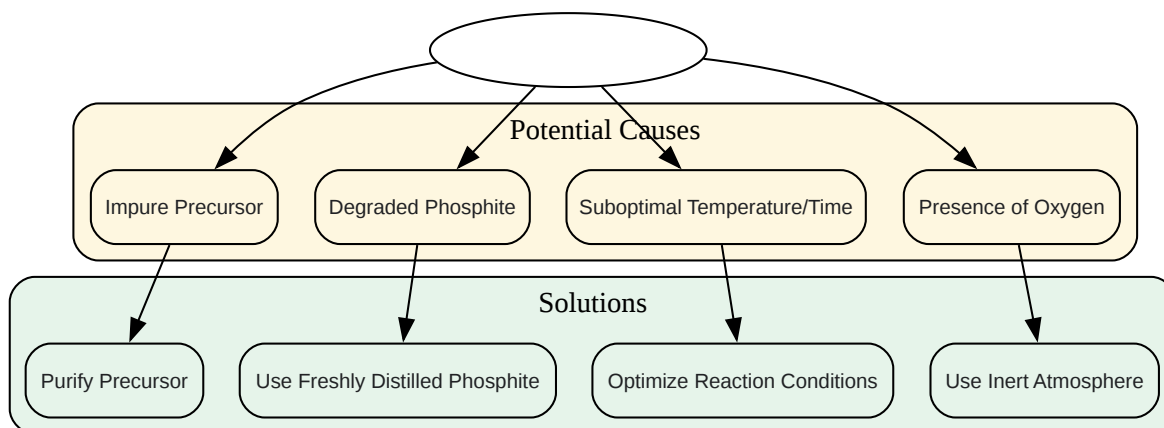 Potential Causes
Impure Precursor
Degraded Phosphite
Suboptimal Temperature/Time
Presence of Oxygen
Solutions
Purify Precursor
Use Freshly Distilled Phosphite
Optimize Reaction Conditions
Use Inert Atmosphere